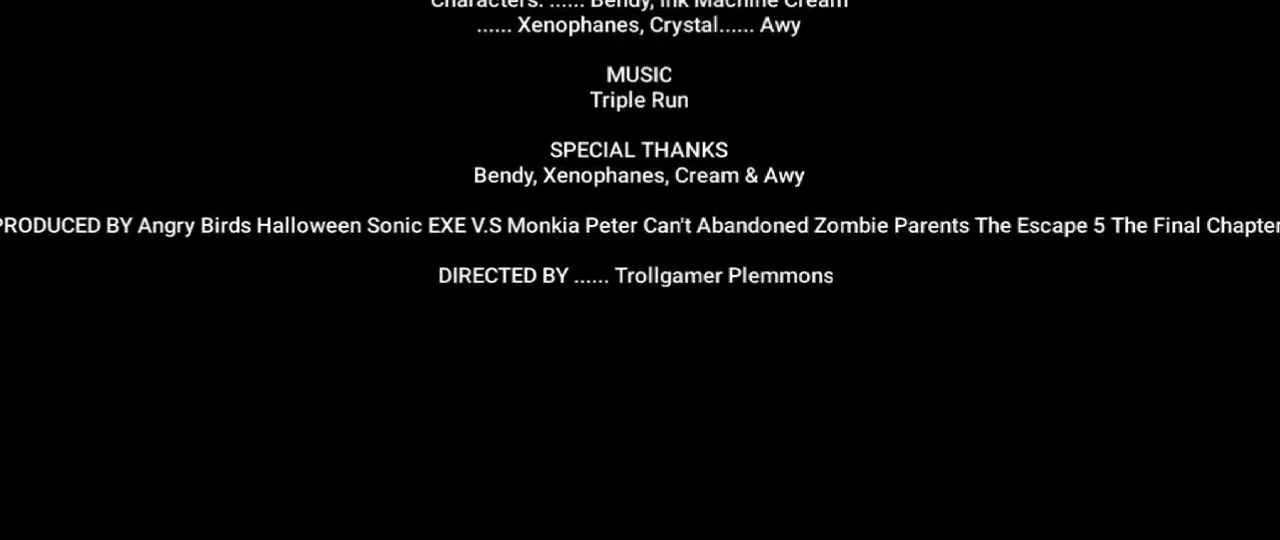 Characters. ...... Bendy, Ink Machine Cream
...... Xenophanes, Crystal...... Awy
MUSIC
Triple Run
SPECIAL THANKS
Bendy, Xenophanes, Cream & Awy
PRODUCED BY Angry Birds Halloween Sonic EXE V.S Monkia Peter Can't Abandoned Zombie Parents The Escape 5 The Final Chapter
DIRECTED BY ...... Trollgamer Plemmons